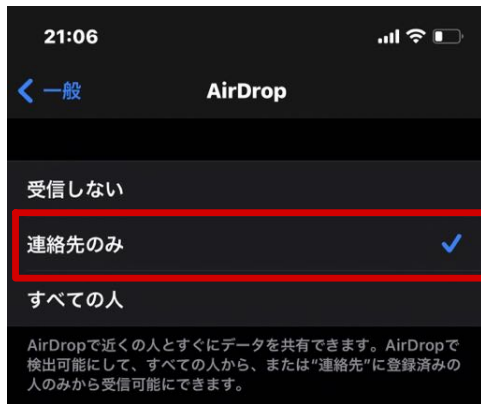 21:06
一般
AirDrop
受信しない
連絡先のみ
すべての人
AirDropで近くの人とすぐにデータを共有できます。AirDropで
検出可能にして、すべての人から、または“連絡先”に登録済みの
人のみから受信可能にできます。